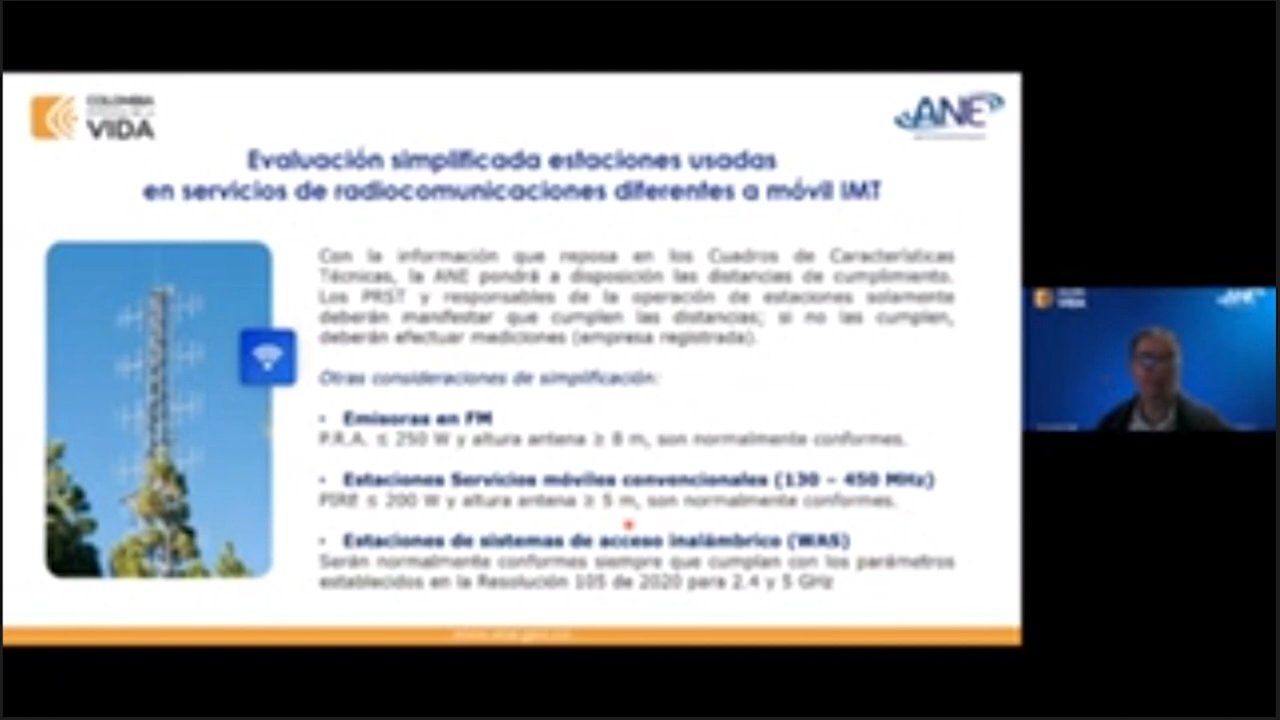 COLOMBIA
VIDA
ANE
Evaluación simplificada estaciones usadas
en servicios de radiocomunicaciones diferentes a móvil IMT
Con la información que reposa en los Cuadros de Características
Técnicas, la ANE pondrá a disposición las distancias de cumplimiento.
Los PRST y responsables de la operación de estaciones solamente
deberán manifestar que cumplen las distancias; si no las cumplen,
deberán efectuar mediciones (empresa registrada).
Otras consideraciones de simplificación:
• Emisoras en FM
P.R.A. ≤ 250 W y altura antena ≥ 8 m, son normalmente conformes.
• Estaciones Servicios móviles convencionales (130 – 450 MHz)
PIRE ≤ 200 W y altura antena ≥ 5 m, son normalmente conformes.
• Estaciones de sistemas de acceso inalámbrico (WAS)
Serán normalmente conformes siempre que cumplan con los parámetros
establecidos en la Resolución 105 de 2020 para 2.4 y 5 GHz
www.ane.gov.co
VIDA
ANE